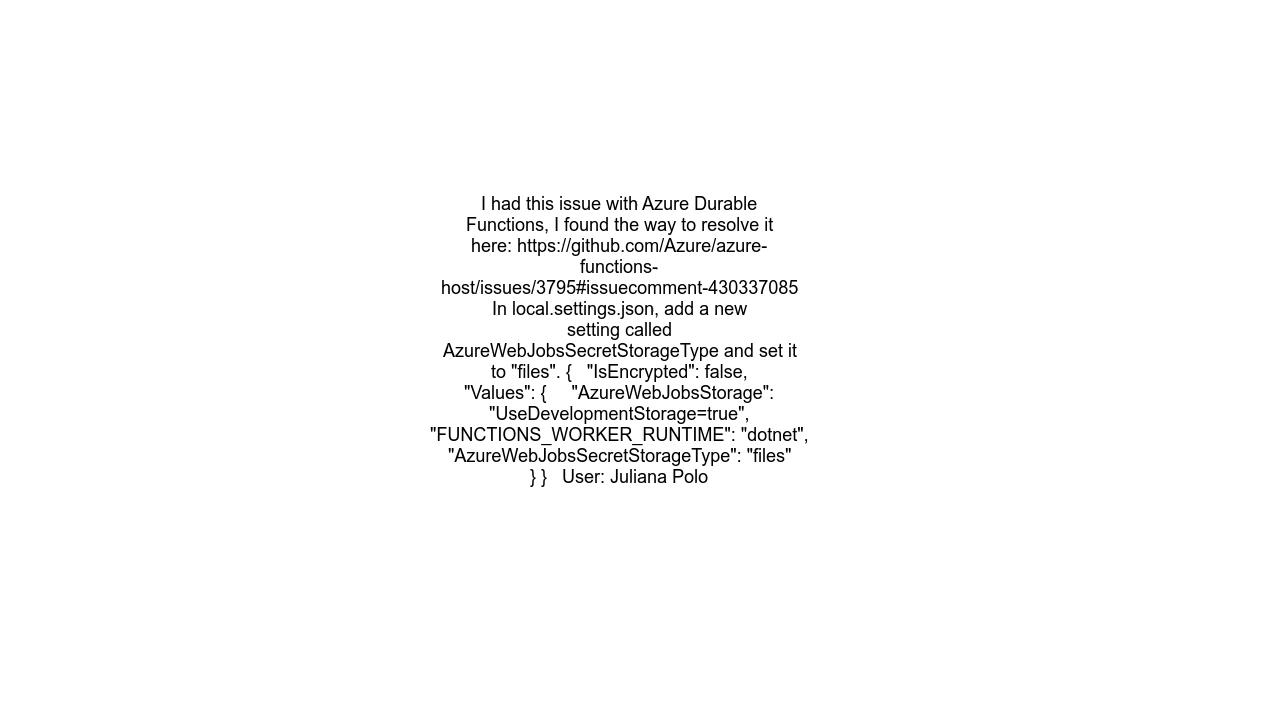 I had this issue with Azure Durable
Functions, I found the way to resolve it
here: https://github.com/Azure/azure-
functions-
host/issues/3795#issuecomment-430337085
In local.settings.json, add a new
setting called
AzureWebJobsSecretStorageType and set it
to "files". {   "IsEncrypted": false,
"Values": {     "AzureWebJobsStorage":
"UseDevelopmentStorage=true",
"FUNCTIONS_WORKER_RUNTIME": "dotnet",
"AzureWebJobsSecretStorageType": "files"
} }   User: Juliana Polo